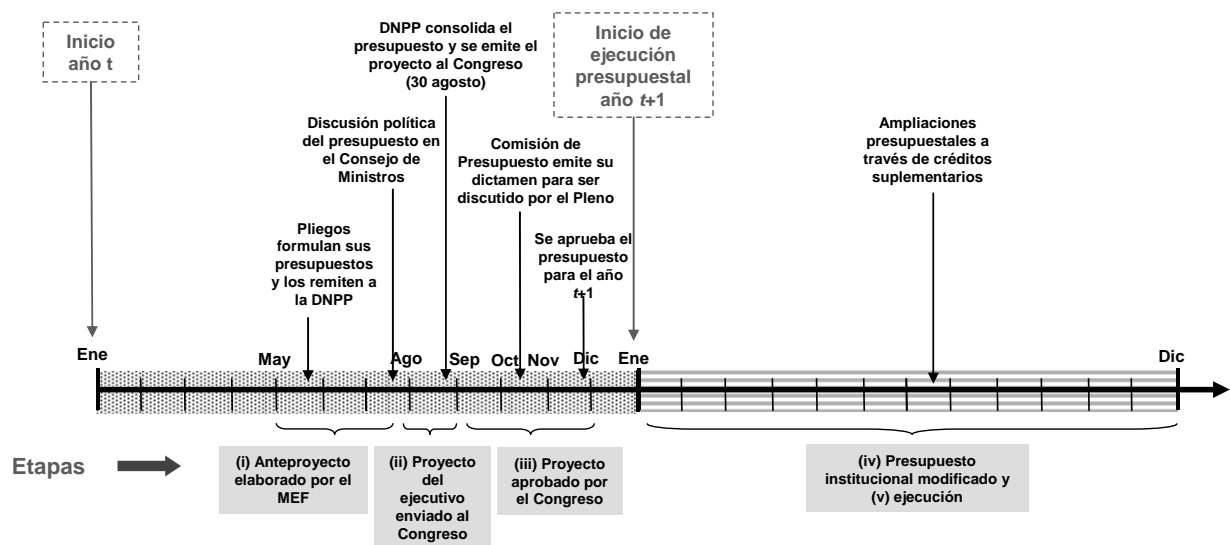 Inicio
año t
DNPP consolida el
presupuesto y se emite el
proyecto al Congreso
(30 agosto)
Inicio de
ejecución
presupuestal
año t+1
Discusión política
del presupuesto en
el Consejo de
Ministros
Comisión de
Presupuesto emite su
dictamen para ser
discutido por el Pleno
Ampliaciones
presupuestales a
través de créditos
suplementarios
Pliegos
formulan sus
presupuestos
y los remiten a
la DNPP
Se aprueba el
presupuesto
para el año
t+1
Ene
May
Ago
Sep
Oct
Nov
Dic
Ene
Dic
Etapas
(i) Anteproyecto
elaborado por el
MEF
(ii) Proyecto
del
ejecutivo
enviado al
Congreso
(iii) Proyecto
aprobado por
el Congreso
(iv) Presupuesto
institucional modificado y
(v) ejecución